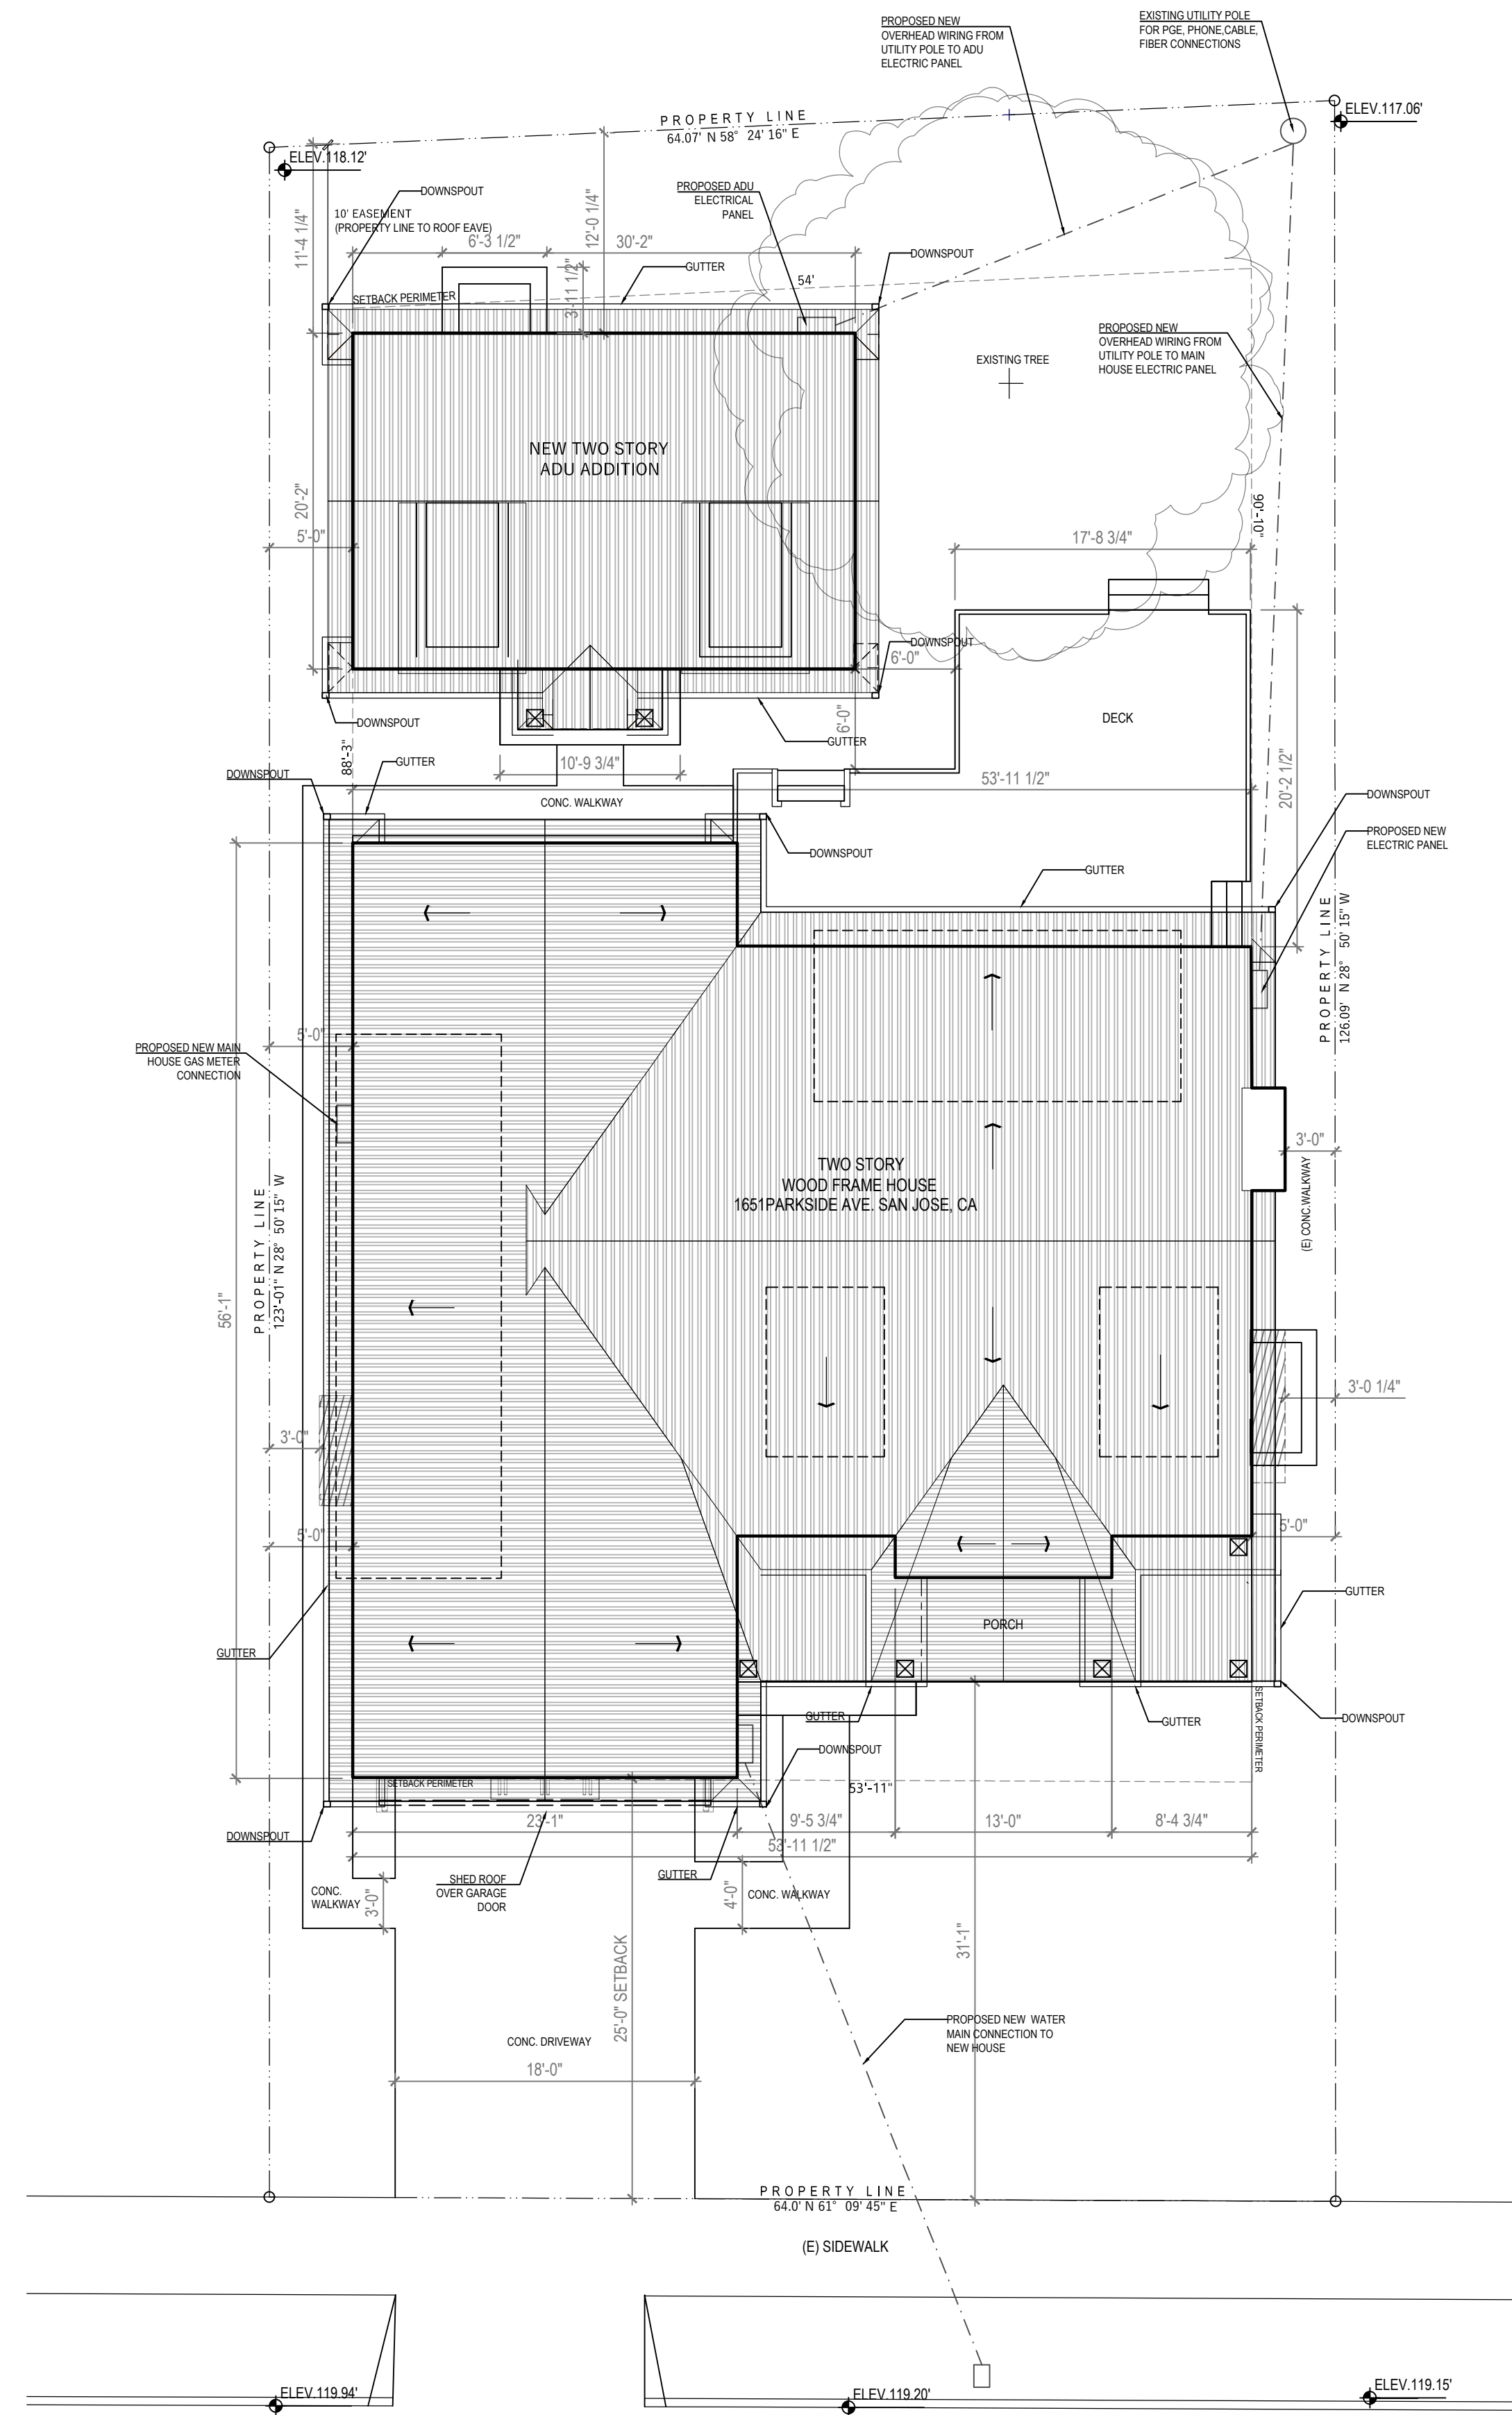 PROPOSED NEW
OVERHEAD WIRING FROM
UTILITY POLE TO ADU
ELECTRIC PANEL
EXISTING UTILITY POLE
FOR PGE, PHONE,CABLE,
FIBER CONNECTIONS
PROPERTY LINE
64.07' N 58° 24' 16" E
ELEV.117.06'
ELEV.118.12'
DOWNSPOUT
PROPOSED ADU
ELECTRICAL
PANEL
10' EASEMENT
(PROPERTY LINE TO ROOF EAVE)
11'-4 1/4"
12'-0 1/4"
6'-3 1/2"
30'-2"
3'-11 1/2"
GUTTER
DOWNSPOUT
54'
SETBACK PERIMETER
PROPOSED NEW
OVERHEAD WIRING FROM
UTILITY POLE TO MAIN
HOUSE ELECTRIC PANEL
EXISTING TREE
NEW TWO STORY
ADU ADDITION
20'-2"
5'-0"
90'-10"
17'-8 3/4"
DOWNSPOUT
6'-0"
DOWNSPOUT
6'-0"
GUTTER
DECK
88'-3"
GUTTER
DOWNSPOUT
10'-9 3/4"
53'-11 1/2"
20'-2 1/2"
CONC. WALKWAY
DOWNSPOUT
PROPOSED NEW
ELECTRIC PANEL
DOWNSPOUT
GUTTER
PROPERTY LINE
126.09' N 28° 50' 15" W
5'-0"
PROPOSED NEW MAIN
HOUSE GAS METER
CONNECTION
TWO STORY
WOOD FRAME HOUSE
1651PARKSIDE AVE. SAN JOSE, CA
3'-0"
(E) CONC.WALKWAY
PROPERTY LINE
123'-01" N 28° 50' 15" W
56'-1"
3'-0 1/4"
3'-0"
5'-0"
5'-0"
GUTTER
PORCH
GUTTER
GUTTER
GUTTER
DOWNSPOUT
SETBACK PERIMETER
DOWNSPOUT
SETBACK PERIMETER
53'-11"
23'-1"
9'-5 3/4"
13'-0"
8'-4 3/4"
DOWNSPOUT
53'-11 1/2"
SHED ROOF
OVER GARAGE
DOOR
GUTTER
CONC.
WALKWAY
3'-0"
4'-0"
CONC. WALKWAY
31'-1"
25'-0" SETBACK
PROPOSED NEW WATER
MAIN CONNECTION TO
NEW HOUSE
CONC. DRIVEWAY
18'-0"
PROPERTY LINE
64.0' N 61° 09' 45" E
(E) SIDEWALK
ELEV.119.94'
ELEV.119.20'
ELEV.119.15'